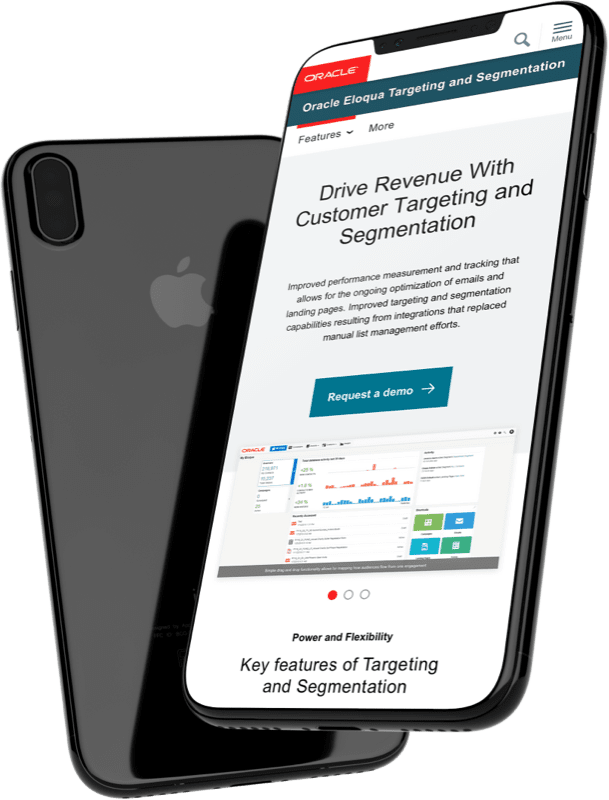 Menu
ORACLE
Oracle Eloqua Targeting and Segmentation
Features More
Drive Revenue With
Customer Targeting and
Segmentation
Improved performance measurement and tracking that
allows for the ongoing optimization of emails and
landing pages. Improved targeting and segmentation
capabilities resulting from integrations that replaced
manual list management efforts.
Request a demo →
ORACLE
Power and Flexibility
Key features of Targeting
and Segmentation